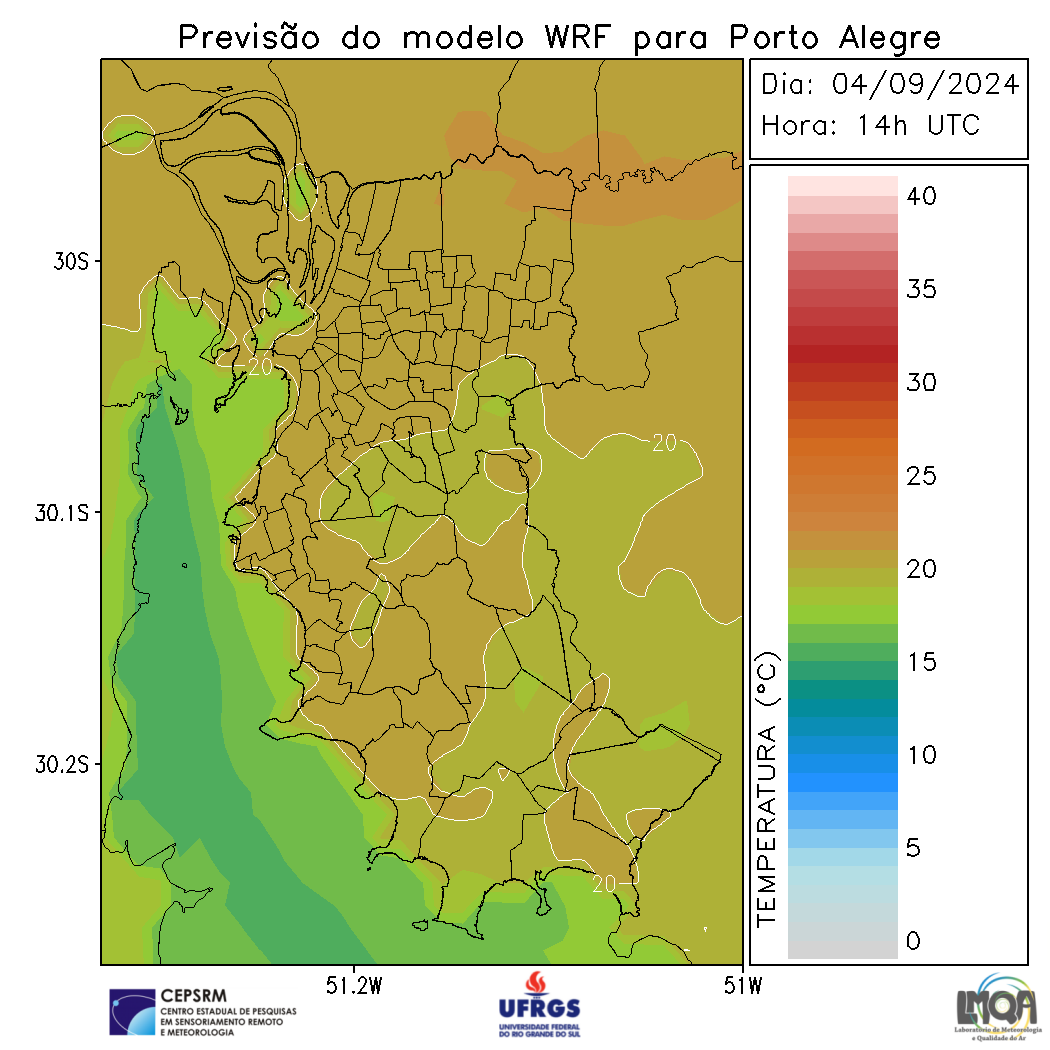 Previsão do modelo WRF para Porto Alegre
Dia: 04/09/2024
Hora: 14h UTC
40
35
30
25
20
15
10
5
0
TEMPERATURA (°C)
30S
30.1S
30.2S
51.2W
51W
20
20
20
CEPSRM
CENTRO ESTADUAL DE PESQUISAS
EM SENSORIAMENTO REMOTO
E METEOROLOGIA
UFRGS
UNIVERSIDADE FEDERAL
DO RIO GRANDE DO SUL
LMQA
Laboratório de Meteorologia
e Qualidade do Ar